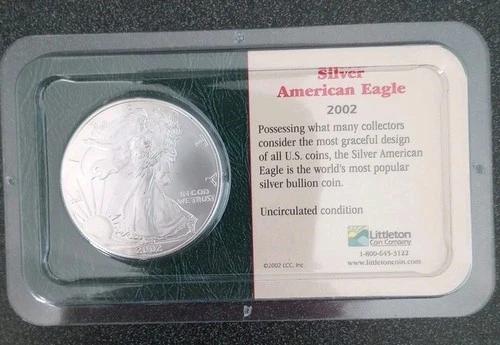 LIBERTY
IN GOD
WE TRUST
2002
Silver
American Eagle
2002
Possessing what many collectors
consider the most graceful design
of all U.S. coins, the Silver American
Eagle is the world's most popular
silver bullion coin.
Uncirculated condition
Littleton
Coin Company
1-800-645-3122
©2002 LCC, Inc.
www.littletoncoin.com